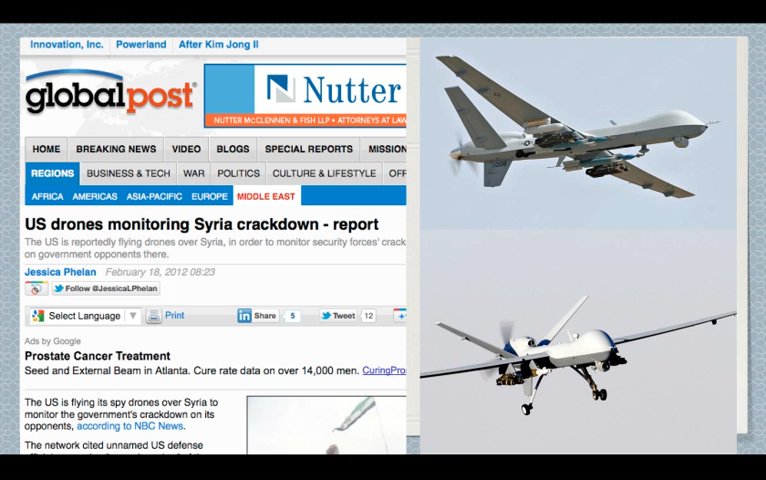 Innovation, Inc. Powerland After Kim Jong Il
globalpost
Nutter
NUTTER McCLENNEN & FISH LLP • ATTORNEYS AT LAW
HOME BREAKING NEWS VIDEO BLOGS SPECIAL REPORTS MISSION
REGIONS BUSINESS & TECH WAR POLITICS CULTURE & LIFESTYLE OFF
AFRICA AMERICAS ASIA-PACIFIC EUROPE MIDDLE EAST
US drones monitoring Syria crackdown - report
The US is reportedly flying drones over Syria, in order to monitor security forces' crack
on government opponents there.
Jessica Phelan February 18, 2012 08:23
Follow @JessicaLPhelan
Select Language Print Share 5 Tweet 12
Ads by Google
Prostate Cancer Treatment
Seed and External Beam in Atlanta. Cure rate data on over 14,000 men. CuringPros
The US is flying its spy drones over Syria to
monitor the government's crackdown on its
opponents, according to NBC News.
The network cited unnamed US defense